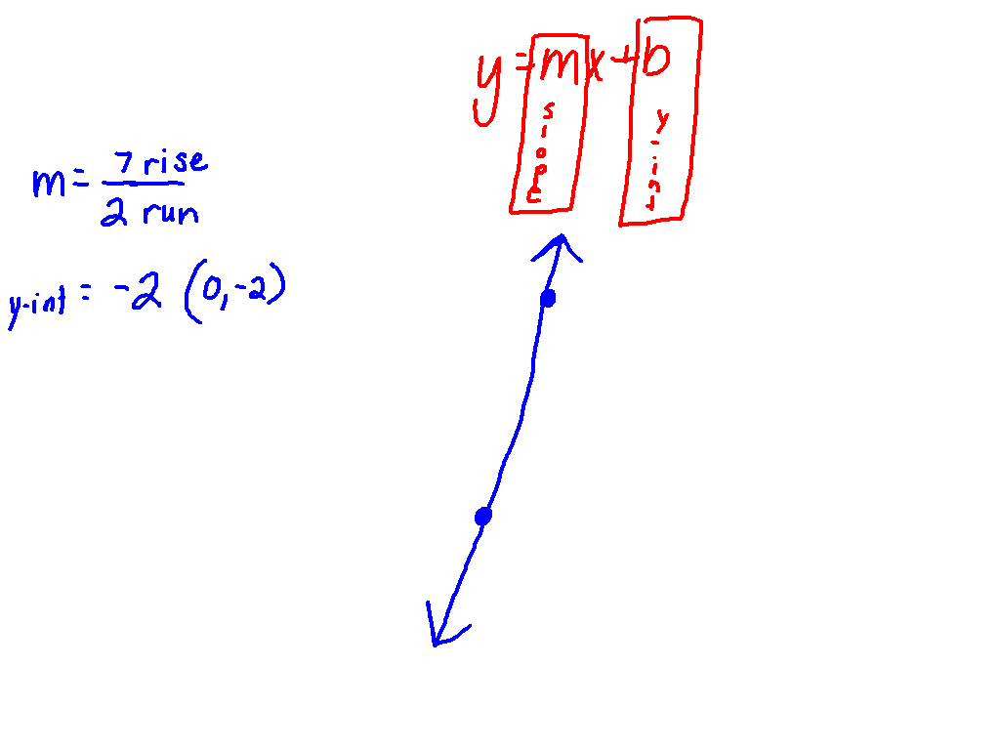 y=mx+b
slope
y-int
m= 7 rise
2 run
y-int = -2 (0,-2)